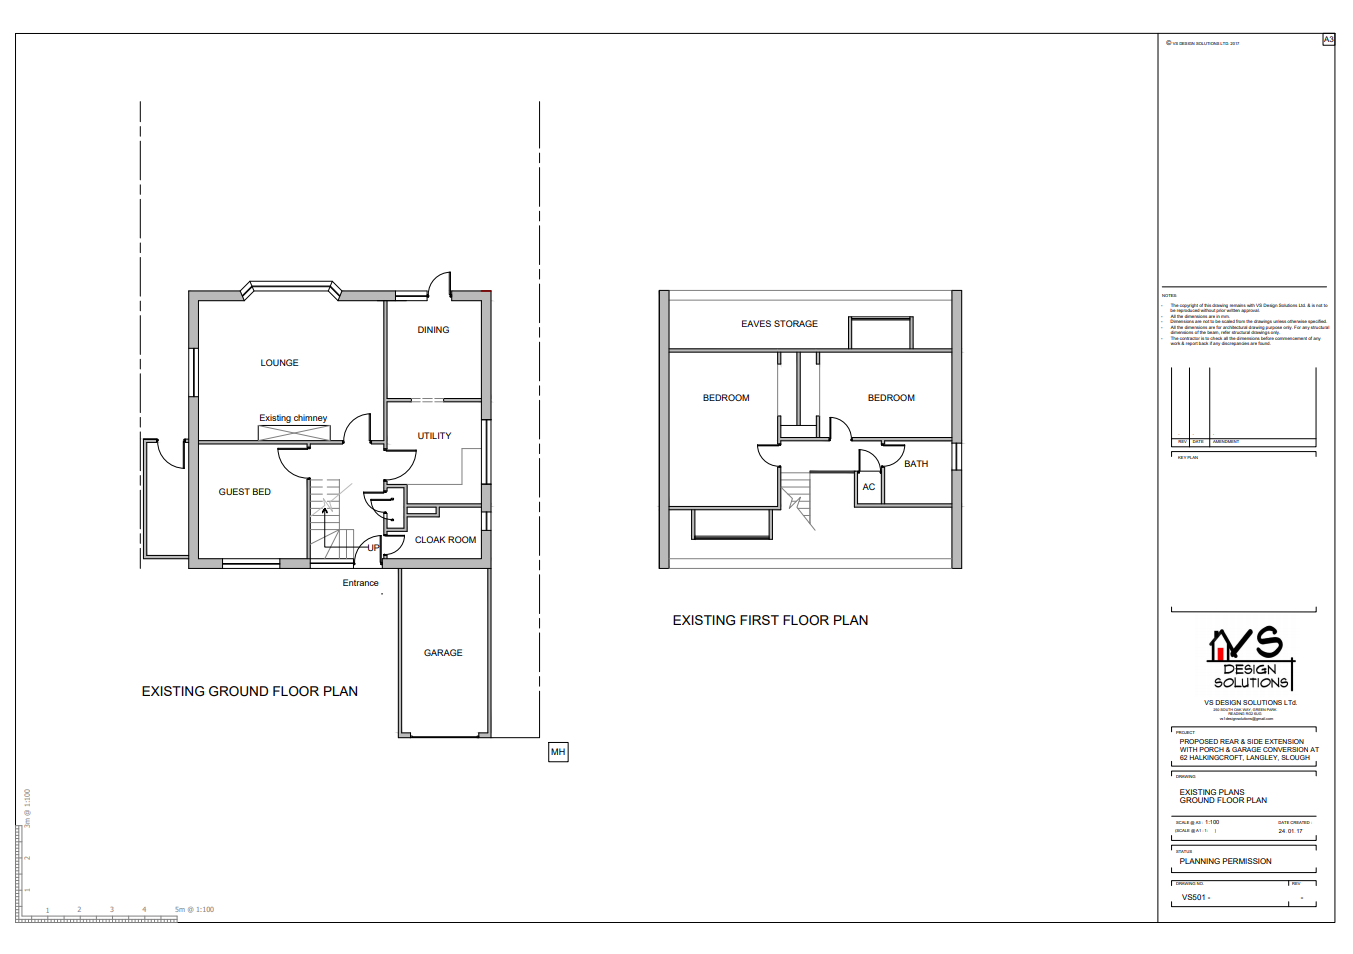 A3
© VS DESIGN SOLUTIONS LTD. 2017
DINING
LOUNGE
Existing chimney
UTILITY
GUEST BED
CLOAK ROOM
UP
Entrance
GARAGE
EXISTING GROUND FLOOR PLAN
MH
EAVES STORAGE
BEDROOM
BEDROOM
BATH
AC
EXISTING FIRST FLOOR PLAN
3m @ 1:100
2
1
1
2
3
4
5m @ 1:100
NOTES:
- The copyright of this drawing remains with VS Design Solutions Ltd. & is not to
be reproduced without prior written approval.
- All the dimensions are in mm.
- Dimensions are not to be scaled from the drawings unless otherwise specified.
- All the dimensions are for architectural drawing purpose only. For any structural
dimensions of the beam, refer structural drawings only.
- The contractor is to check all the dimensions before commencement of any
work & report back if any discrepancies are found.
REV DATE AMENDMENT
KEY PLAN
VS
DESIGN
SOLUTIONS
VS DESIGN SOLUTIONS LTd.
250 SOUTH OAK WAY, GREEN PARK
PROJECT
PROPOSED REAR & SIDE EXTENSION
WITH PORCH & GARAGE CONVERSION AT
62 HALKINGCROFT, LANGLEY, SLOUGH
DRAWING
EXISTING PLANS
GROUND FLOOR PLAN
SCALE @ A3 : 1:100 DATE CREATED :
(SCALE @ A1 - 1: ) 24. 01. 17
STATUS
PLANNING PERMISSION
DRAWING NO. REV
VS501 - -